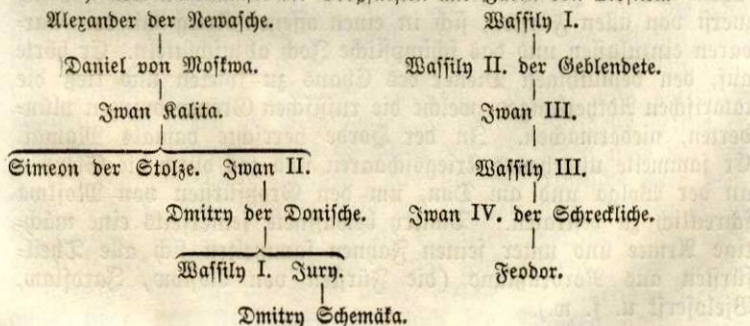 Alexander der Newasche.
Daniel von Moskwa.
Iwan Kalita.
Simeon der Stolze. Iwan II.
Dmitry der Donische.
Wassily I. Jury.
Dmitry Schemäka.
Wassily I.
Wassily II. der Geblendete.
Iwan III.
Wassily III.
Iwan IV. der Schreckliche.
Feodor.